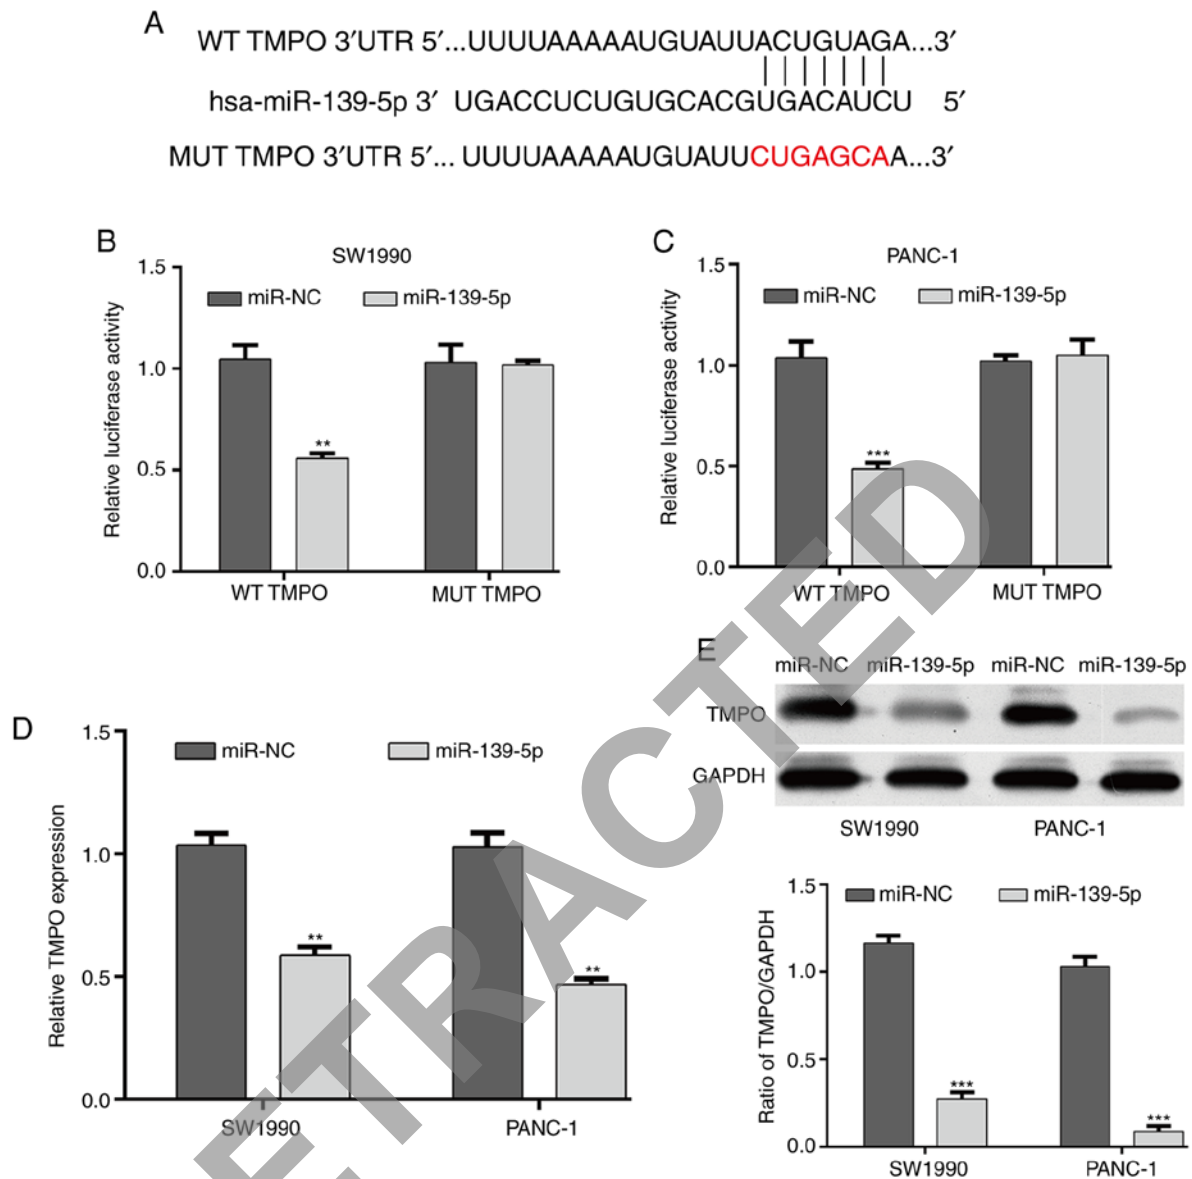 A
WT TMPO 3′UTR 5′...UUUUAAAAAUGUAUUACUGUAGA...3′
hsa-miR-139-5p 3′ UGACCUCUGUGCACGUGACAUCU 5′
MUT TMPO 3′UTR 5′... UUUUAAAAAUGUAUUCUGAGCAA...3′
B
SW1990
miR-NC miR-139-5p
Relative luciferase activity
1.5
1.0
0.5
0.0
**
WT TMPO MUT TMPO
C
PANC-1
miR-NC miR-139-5p
Relative luciferase activity
1.5
1.0
0.5
0.0
***
WT TMPO MUT TMPO
D
miR-NC miR-139-5p
Relative TMPO expression
1.5
1.0
0.5
0.0
**
**
SW1990 PANC-1
E
miR-NC miR-139-5p miR-NC miR-139-5p
TMPO
GAPDH
SW1990 PANC-1
miR-NC miR-139-5p
Ratio of TMPO/GAPDH
1.5
1.0
0.5
0.0
***
***
SW1990 PANC-1
RETRACTED